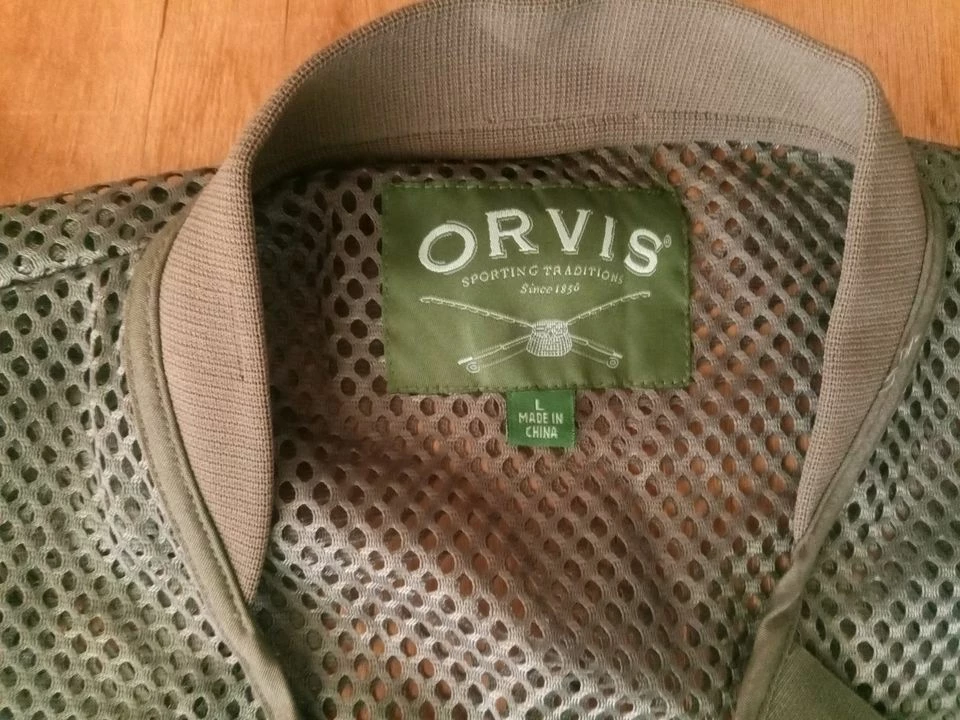 ORVIS®
SPORTING TRADITIONS
Since 1856
L
MADE IN
CHINA